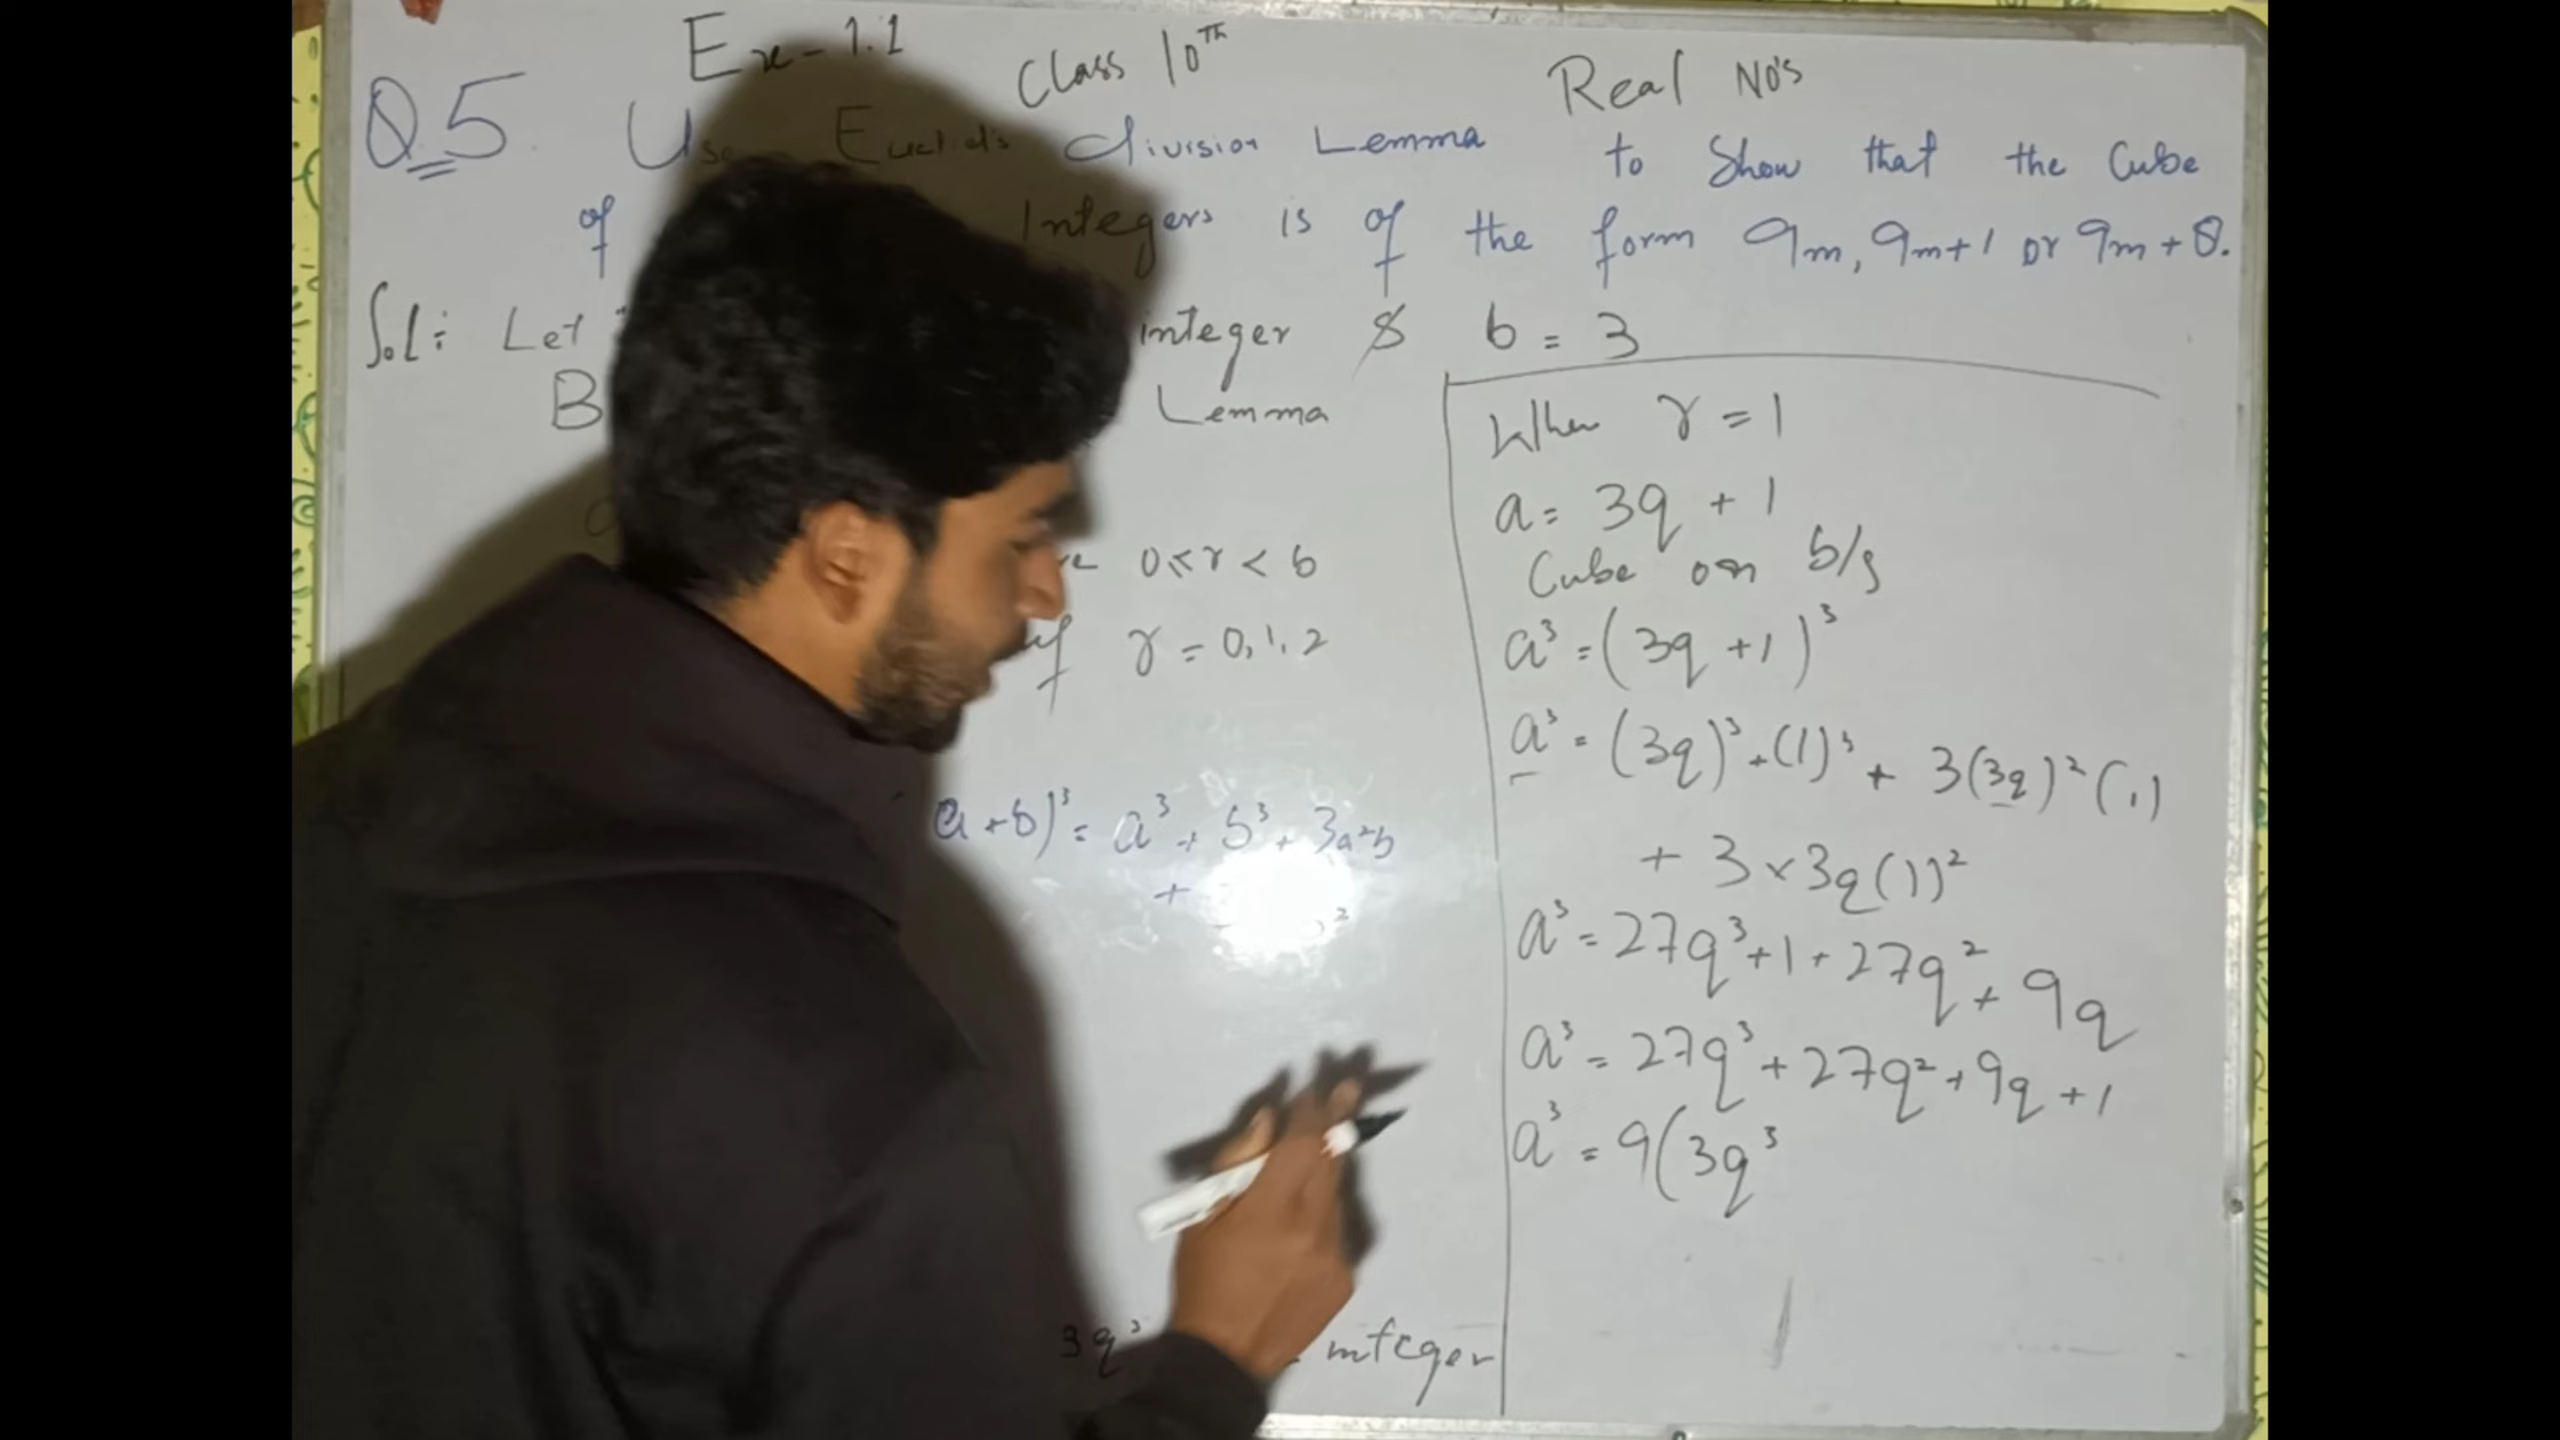 Ex-1.1 Class 10Th Real No's
Q.5 Use Euclid's division Lemma to Show that the Cube
of Integers is of the form 9m, 9m+1 or 9m+8.
Sol: Let integer & b = 3
B Lemma
0≤r<b
if r = 0,1,2
a+b)³ = a³ + b³ + 3a²b
+
3q³ integer
When r = 1
a = 3q + 1
Cube on b/s
a³ = (3q +1)³
a³ = (3q)³ + (1)³ + 3(3q)²(1)
+ 3×3q(1)²
a³ = 27q³+1+27q²+9q
a³ = 27q³+27q²+9q+1
a³ = 9(3q³